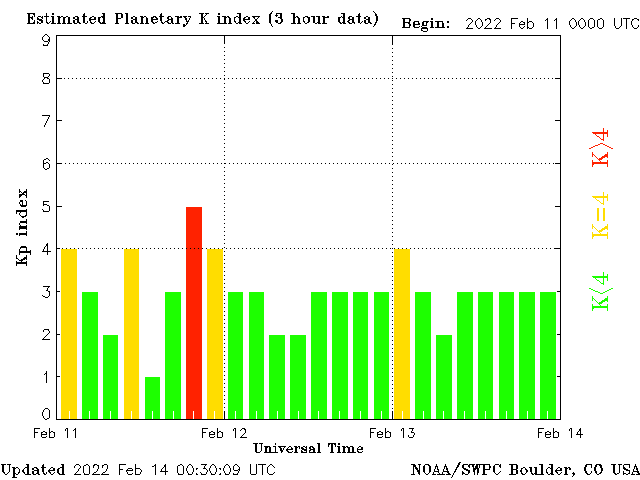 Estimated Planetary K index (3 hour data) Begin: 2022 Feb 11 0000 UTC
9
8
7
6
5
4
3
2
1
0
Kp index
K>4
K=4
K<4
Feb 11 Feb 12 Feb 13 Feb 14
Universal Time
Updated 2022 Feb 14 00:30:09 UTC NOAA/SWPC Boulder, CO USA